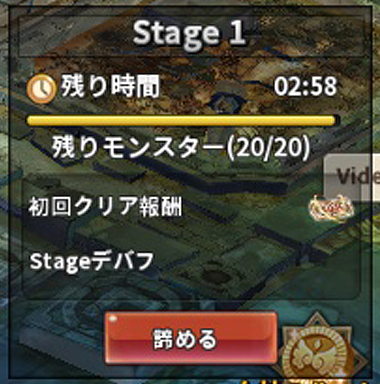 Stage 1
残り時間 02:58
残りモンスター(20/20)
Vide
初回クリア報酬
Stageデバフ
諦める